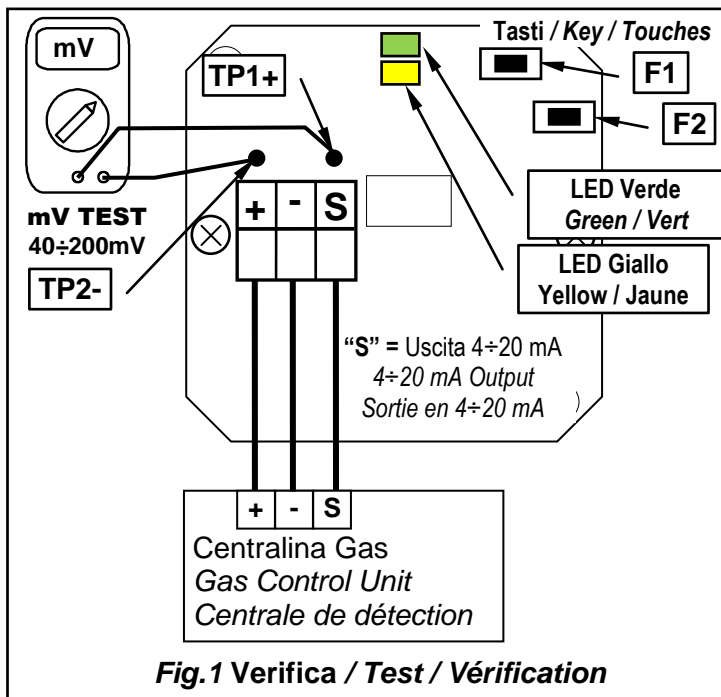 mV
Tasti / Key / Touches
TP1+
F1
F2
mV TEST
40÷200mV
TP2-
+ - S
LED Verde
Green / Vert
LED Giallo
Yellow / Jaune
“S” = Uscita 4÷20 mA
4÷20 mA Output
Sortie en 4÷20 mA
+ - S
Centralina Gas
Gas Control Unit
Centrale de détection
Fig.1 Verifica / Test / Vérification